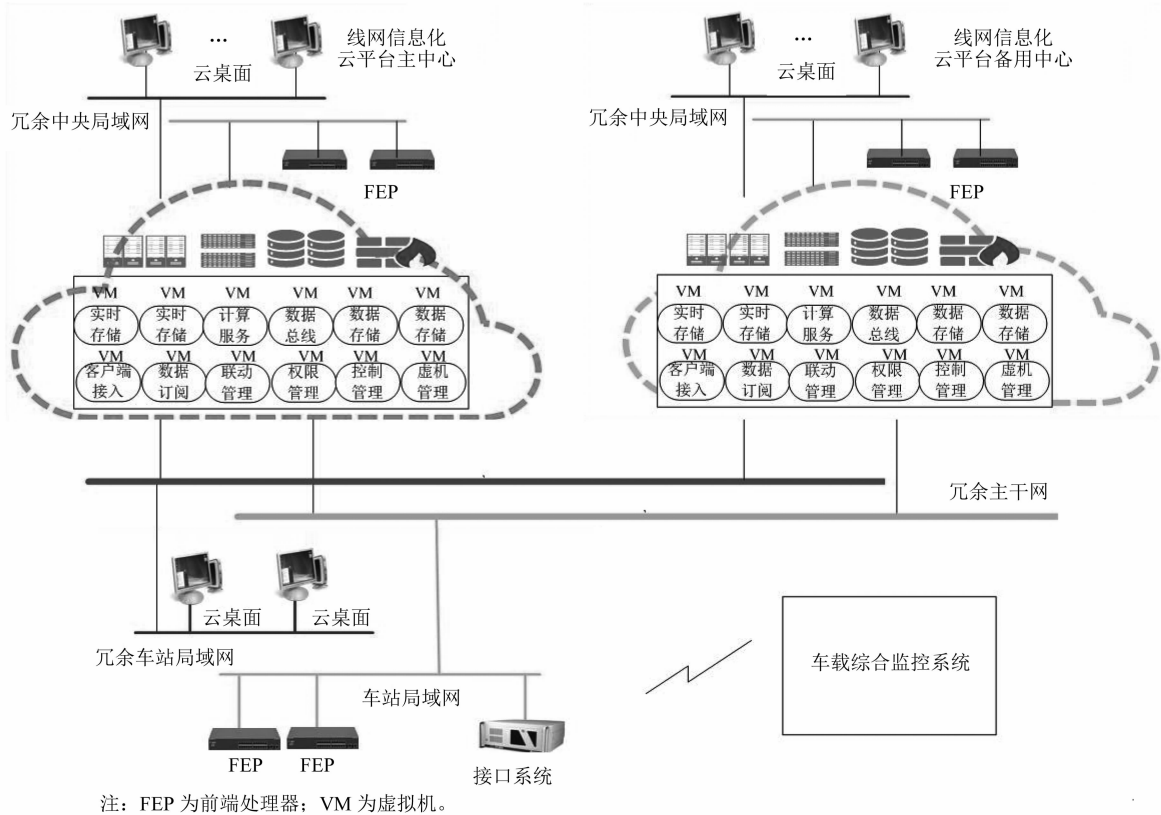 ...
云桌面
线网信息化
云平台主中心
冗余中央局域网
FEP
VM VM VM VM VM VM
实时存储 实时存储 计算服务 数据总线 数据存储 数据存储
VM VM VM VM VM VM
客户端接入 数据订阅 联动管理 权限管理 控制管理 虚机管理
...
云桌面
线网信息化
云平台备用中心
冗余中央局域网
FEP
VM VM VM VM VM VM
实时存储 实时存储 计算服务 数据总线 数据存储 数据存储
VM VM VM VM VM VM
客户端接入 数据订阅 联动管理 权限管理 控制管理 虚机管理
冗余主干网
云桌面 云桌面
冗余车站局域网
车站局域网
FEP FEP
接口系统
车载综合监控系统
注：FEP 为前端处理器；VM 为虚拟机。